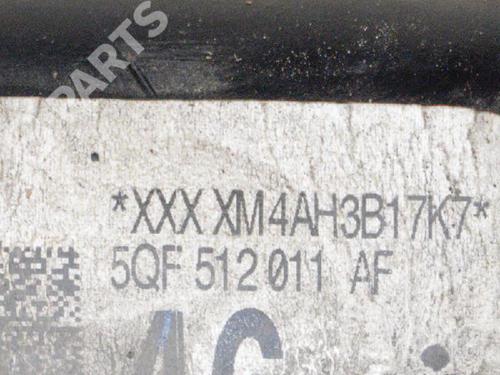 PARTS
*XXX XM4AH3B17K7*
5QF 512 011 AF